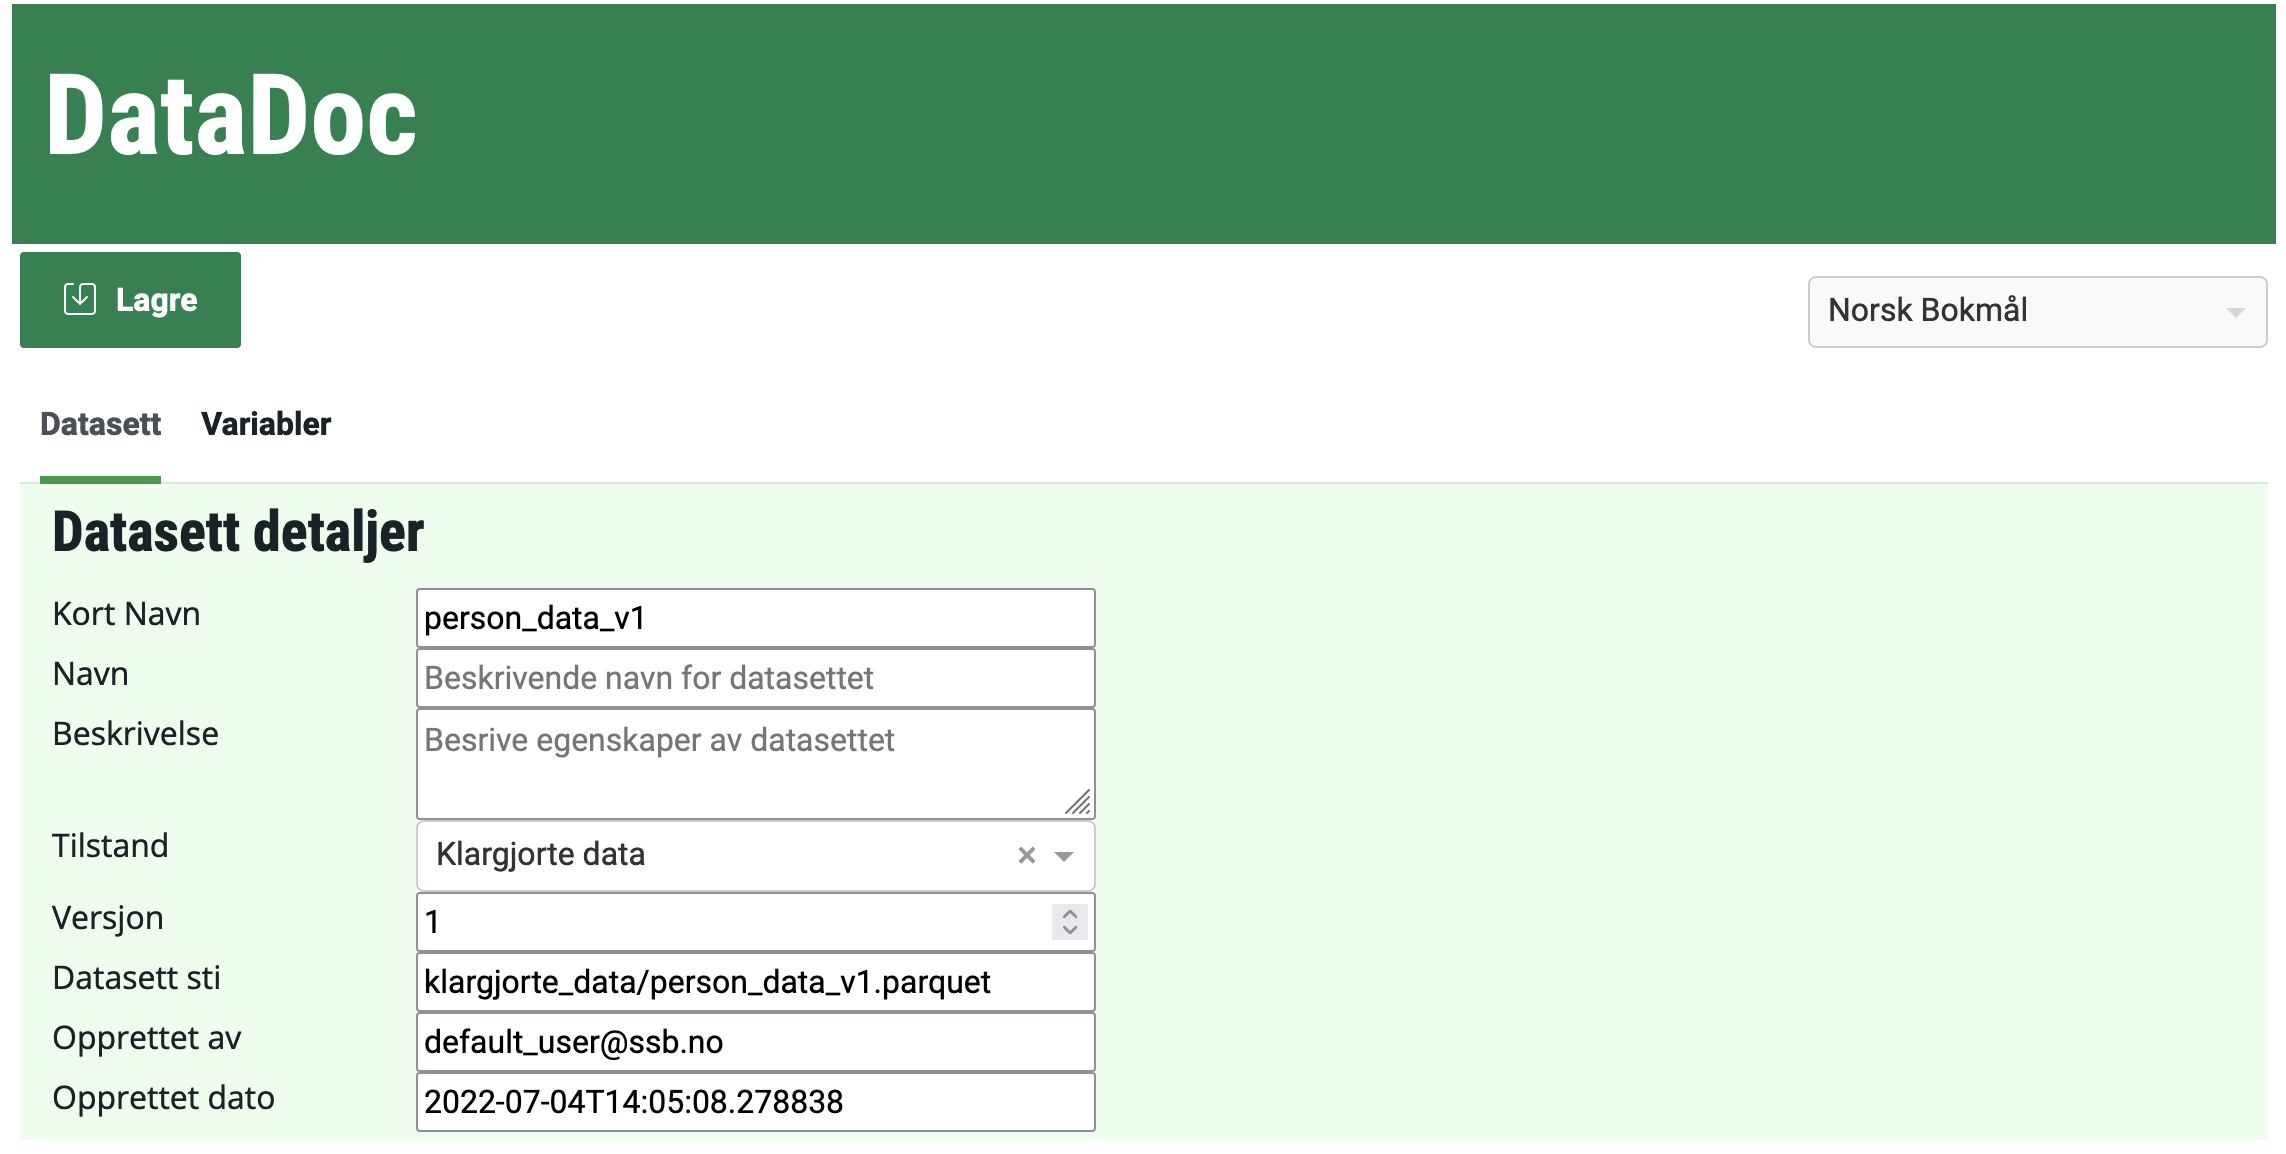 DataDoc
Lagre
Norsk Bokmål
Datasett Variabler
Datasett detaljer
Kort Navn person_data_v1
Navn Beskrivende navn for datasettet
Beskrivelse Besrive egenskaper av datasettet
Tilstand Klargjorte data
Versjon 1
Datasett sti klargjorte_data/person_data_v1.parquet
Opprettet av default_user@ssb.no
Opprettet dato 2022-07-04T14:05:08.278838